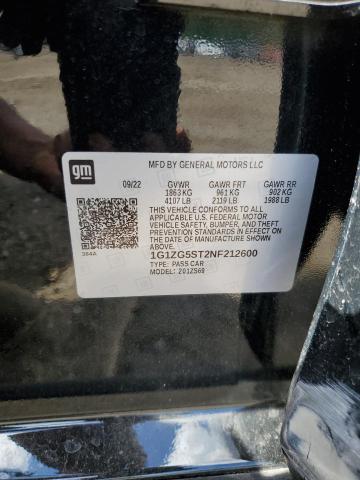 gm
MFD BY GENERAL MOTORS LLC
09/22 GVWR GAWR FRT GAWR RR
1863 KG 961 KG 902 KG
4107 LB 2119 LB 1988 LB
THIS VEHICLE CONFORMS TO ALL
APPLICABLE U.S. FEDERAL MOTOR
VEHICLE SAFETY, BUMPER, AND THEFT
PREVENTION STANDARDS IN EFFECT ON
THE DATE OF MANUFACTURE SHOWN ABOVE.
384A 1G1ZG5ST2NF212600
TYPE: PASS CAR
MODEL: Z01ZS69